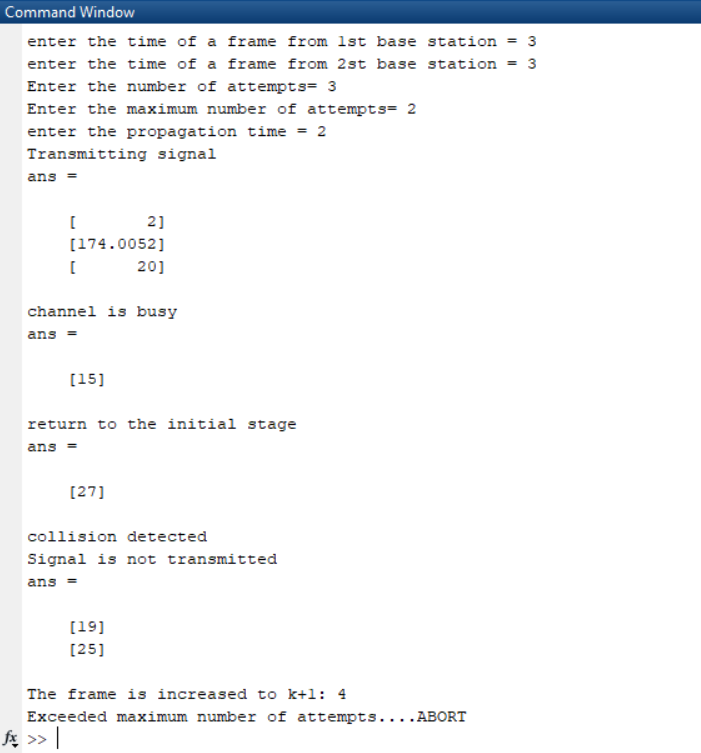 Command Window
enter the time of a frame from 1st base station = 3
enter the time of a frame from 2st base station = 3
Enter the number of attempts= 3
Enter the maximum number of attempts= 2
enter the propagation time = 2
Transmitting signal
ans =
[       2]
[174.0052]
[      20]
channel is busy
ans =
[15]
return to the initial stage
ans =
[27]
collision detected
Signal is not transmitted
ans =
[19]
[25]
The frame is increased to k+1: 4
Exceeded maximum number of attempts....ABORT
fx >>